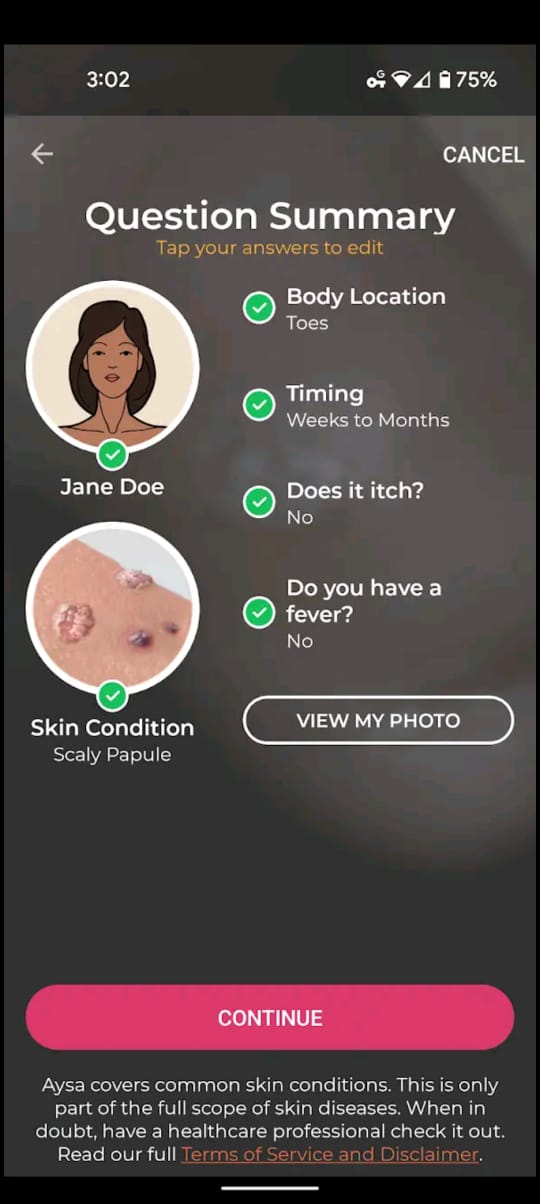 3:02
G
75%
CANCEL
Question Summary
Tap your answers to edit
Jane Doe
Skin Condition
Scaly Papule
Body Location
Toes
Timing
Weeks to Months
Does it itch?
No
Do you have a
fever?
No
VIEW MY PHOTO
CONTINUE
Aysa covers common skin conditions. This is only
part of the full scope of skin diseases. When in
doubt, have a healthcare professional check it out.
Read our full Terms of Service and Disclaimer.